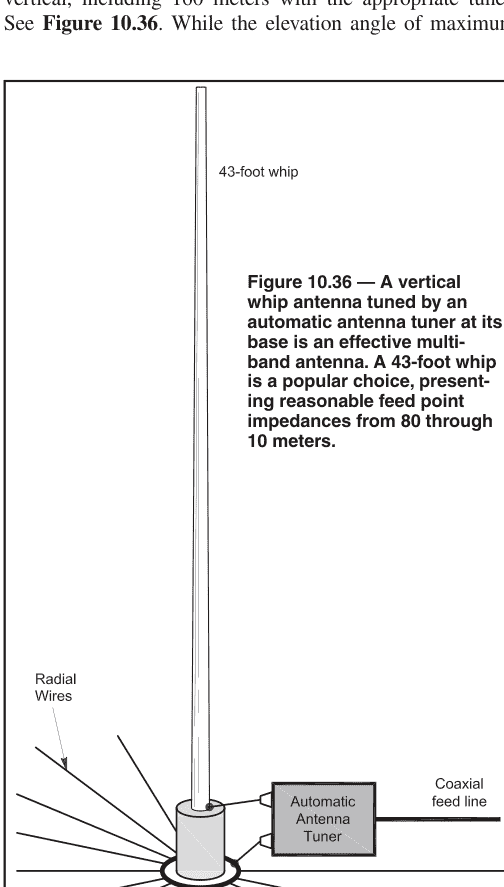 vertical, including 160 meters with the appropriate tune
See Figure 10.36. While the elevation angle of maximu
43-foot whip
Figure 10.36 — A vertical
whip antenna tuned by an
automatic antenna tuner at its
base is an effective multi-
band antenna. A 43-foot whip
is a popular choice, present-
ing reasonable feed point
impedances from 80 through
10 meters.
Radial
Wires
Coaxial
feed line
Automatic
Antenna
Tuner